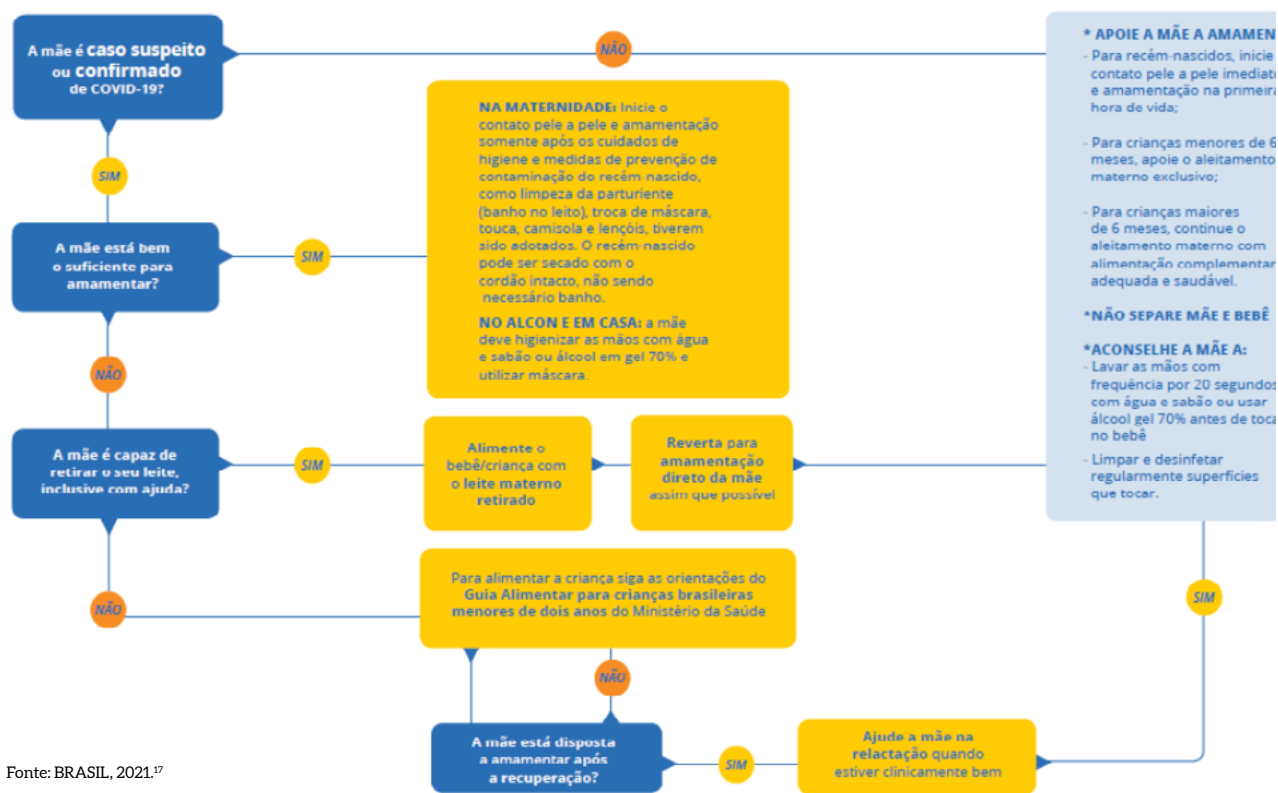 A mãe é caso suspeito
ou confirmado
de COVID-19?
NÃO
SIM
A mãe está bem
o suficiente para
amamentar?
SIM
NA MATERNIDADE: Inicie o
contato pele a pele e amamentação
somente após os cuidados de
higiene e medidas de prevenção de
contaminação do recém-nascido,
como limpeza da parturiente
(banho no leito), troca de máscara,
touca, camisola e lençóis, tiverem
sido adotados. O recém-nascido
pode ser secado com o
cordão intacto, não sendo
necessário banho.
NO ALCON E EM CASA: a mãe
deve higienizar as mãos com água
e sabão ou álcool em gel 70% e
utilizar máscara.
NÃO
A mãe é capaz de
retirar o seu leite,
inclusive com ajuda?
SIM
Alimente o
bebê/criança com
o leite materno
retirado
Reverta para
amamentação
direto da mãe
assim que possível
* APOIE A MÃE A AMAMEN
- Para recém-nascidos, inicie
contato pele a pele imediato
e amamentação na primeira
hora de vida;
- Para crianças menores de 6
meses, apoie o aleitamento
materno exclusivo;
- Para crianças maiores
de 6 meses, continue o
aleitamento materno com
alimentação complementar
adequada e saudável.
*NÃO SEPARE MÃE E BEBÊ
*ACONSELHE A MÃE A:
- Lavar as mãos com
frequência por 20 segundos
com água e sabão ou usar
álcool gel 70% antes de toca
no bebê
- Limpar e desinfetar
regularmente superfícies
que tocar.
NÃO
Para alimentar a criança siga as orientações do
Guia Alimentar para crianças brasileiras
menores de dois anos do Ministério da Saúde
SIM
NÃO
A mãe está disposta
a amamentar após
a recuperação?
SIM
Ajude a mãe na
relactação quando
estiver clinicamente bem
Fonte: BRASIL, 2021.¹⁷